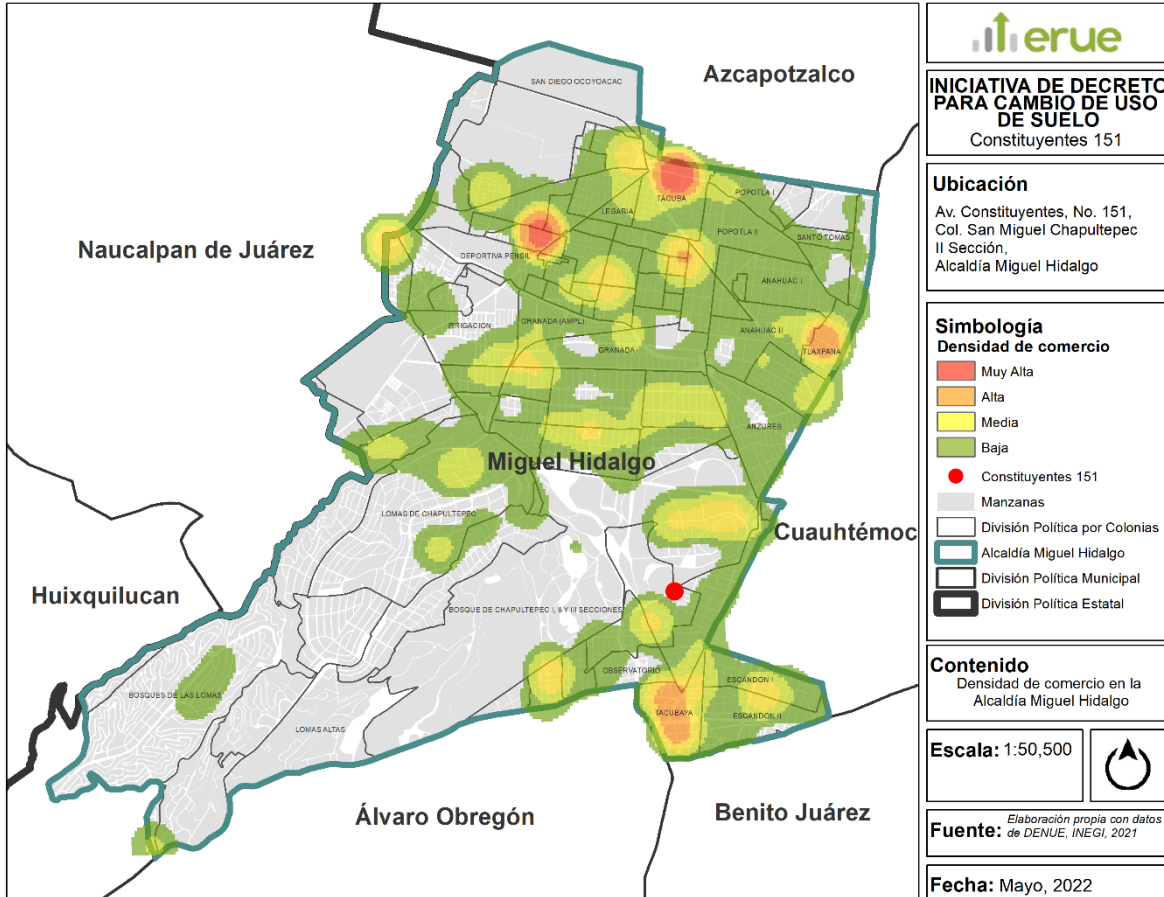 SAN DIEGO OCOYOACAC
Azcapotzalco
TACUBA
POPOTLA I
LEGARIA
POPOTLA II
SANTO TOMAS
Naucalpan de Juárez
DEPORTIVA PENSIL
ANAHUAC I
IRRIGACION
GRANADA (AMPL)
ANAHUAC II
GRANADA
TLAXPANA
ANZURES
Miguel Hidalgo
LOMAS DE CHAPULTEPEC
Cuauhtémoc
Huixquilucan
BOSQUE DE CHAPULTEPEC I, II Y III SECCIONES
OBSERVATORIO
ESCANDON I
BOSQUES DE LAS LOMAS
TACUBAYA
ESCANDON II
LOMAS ALTAS
Álvaro Obregón
Benito Juárez
erue
INICIATIVA DE DECRETO
PARA CAMBIO DE USO
DE SUELO
Constituyentes 151
Ubicación
Av. Constituyentes, No. 151,
Col. San Miguel Chapultepec
II Sección,
Alcaldía Miguel Hidalgo
Simbología
Densidad de comercio
Muy Alta
Alta
Media
Baja
Constituyentes 151
Manzanas
División Política por Colonias
Alcaldía Miguel Hidalgo
División Política Municipal
División Política Estatal
Contenido
Densidad de comercio en la
Alcaldía Miguel Hidalgo
Escala: 1:50,500
Fuente: Elaboración propia con datos
de DENUE, INEGI, 2021
Fecha: Mayo, 2022